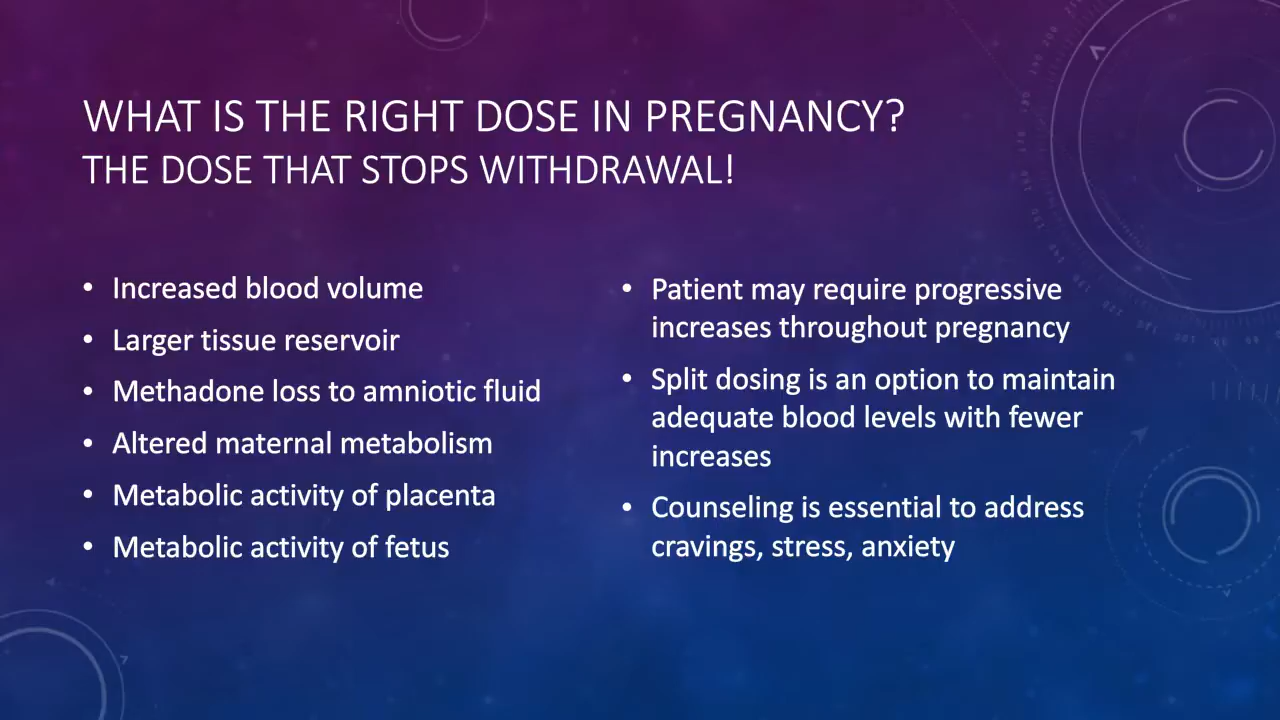 WHAT IS THE RIGHT DOSE IN PREGNANCY?
THE DOSE THAT STOPS WITHDRAWAL!
• Increased blood volume
• Larger tissue reservoir
• Methadone loss to amniotic fluid
• Altered maternal metabolism
• Metabolic activity of placenta
• Metabolic activity of fetus
• Patient may require progressive
increases throughout pregnancy
• Split dosing is an option to maintain
adequate blood levels with fewer
increases
• Counseling is essential to address
cravings, stress, anxiety